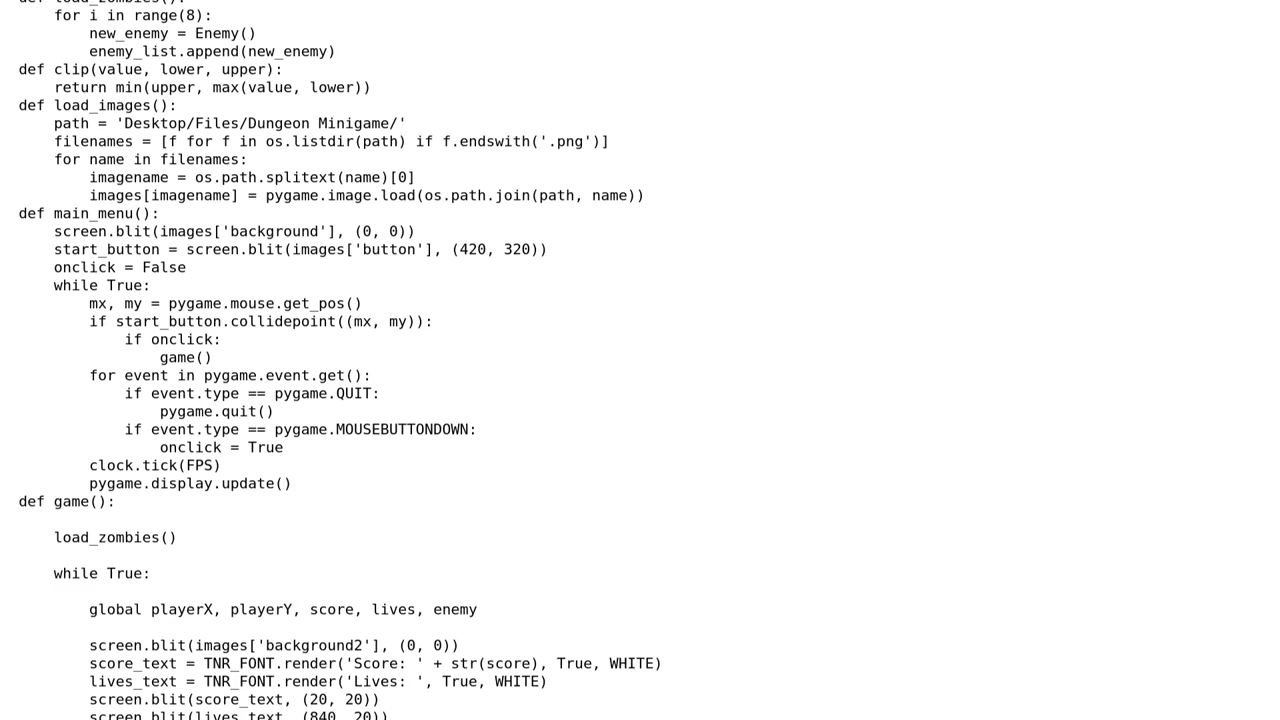 def load_zombies():
    for i in range(8):
        new_enemy = Enemy()
        enemy_list.append(new_enemy)
def clip(value, lower, upper):
    return min(upper, max(value, lower))
def load_images():
    path = 'Desktop/Files/Dungeon Minigame/'
    filenames = [f for f in os.listdir(path) if f.endswith('.png')]
    for name in filenames:
        imagename = os.path.splitext(name)[0]
        images[imagename] = pygame.image.load(os.path.join(path, name))
def main_menu():
    screen.blit(images['background'], (0, 0))
    start_button = screen.blit(images['button'], (420, 320))
    onclick = False
    while True:
        mx, my = pygame.mouse.get_pos()
        if start_button.collidepoint((mx, my)):
            if onclick:
                game()
        for event in pygame.event.get():
            if event.type == pygame.QUIT:
                pygame.quit()
            if event.type == pygame.MOUSEBUTTONDOWN:
                onclick = True
        clock.tick(FPS)
        pygame.display.update()
def game():
    load_zombies()
    while True:
        global playerX, playerY, score, lives, enemy
        screen.blit(images['background2'], (0, 0))
        score_text = TNR_FONT.render('Score: ' + str(score), True, WHITE)
        lives_text = TNR_FONT.render('Lives: ', True, WHITE)
        screen.blit(score_text, (20, 20))
        screen.blit(lives_text, (840, 20))